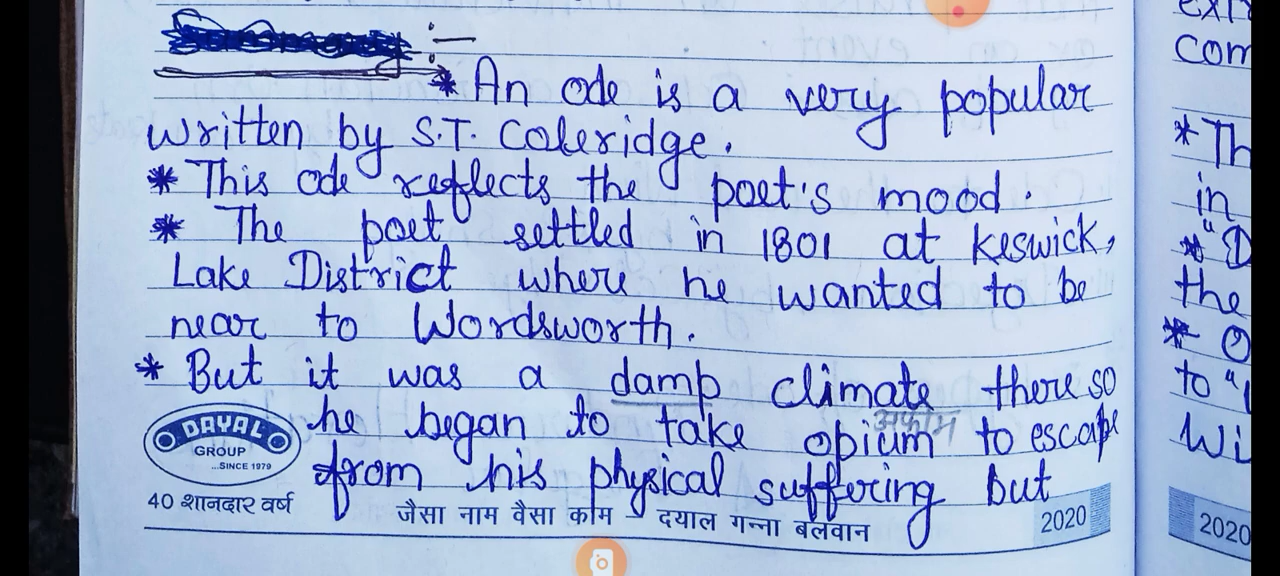 :—
* An ode is a very popular
written by S.T. Coleridge.
* This ode reflects the poet's mood.
* The poet settled in 1801 at Keswick,
Lake District where he wanted to be
near to Wordsworth.
* But it was a damp climate there so
he began to take opium to escape
अफीम
from his physical suffering but
DAYAL
GROUP
...SINCE 1979
40 शानदार वर्ष
जैसा नाम वैसा काम - दयाल गन्ना बलवान
2020
com
* Th
in
* "D
the
* O
to "
Wi
2020